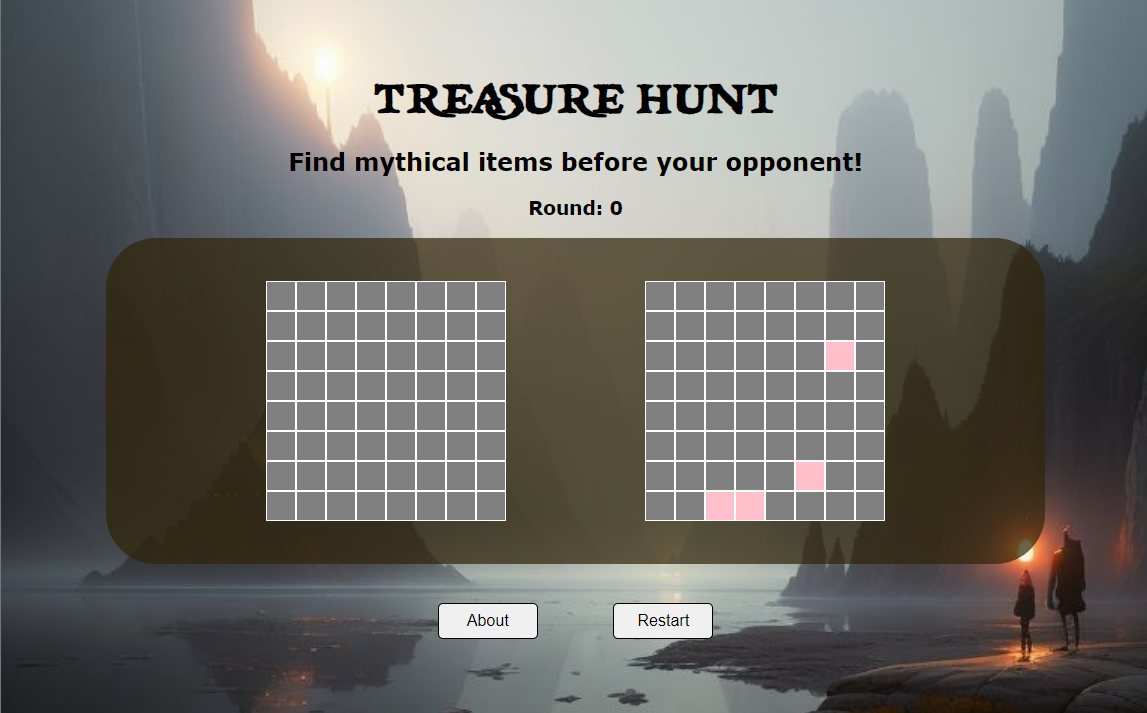 TREASURE HUNT
Find mythical items before your opponent!
Round: 0
About
Restart